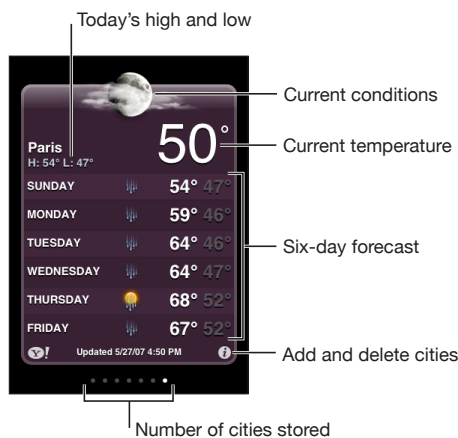 Today's high and low
Current conditions
Paris
H: 54° L: 47°
50°
Current temperature
SUNDAY 54° 47°
MONDAY 59° 46°
TUESDAY 64° 46°
WEDNESDAY 64° 47°
THURSDAY 68° 52°
FRIDAY 67° 52°
Six-day forecast
Y! Updated 5/27/07 4:50 PM i
Add and delete cities
Number of cities stored